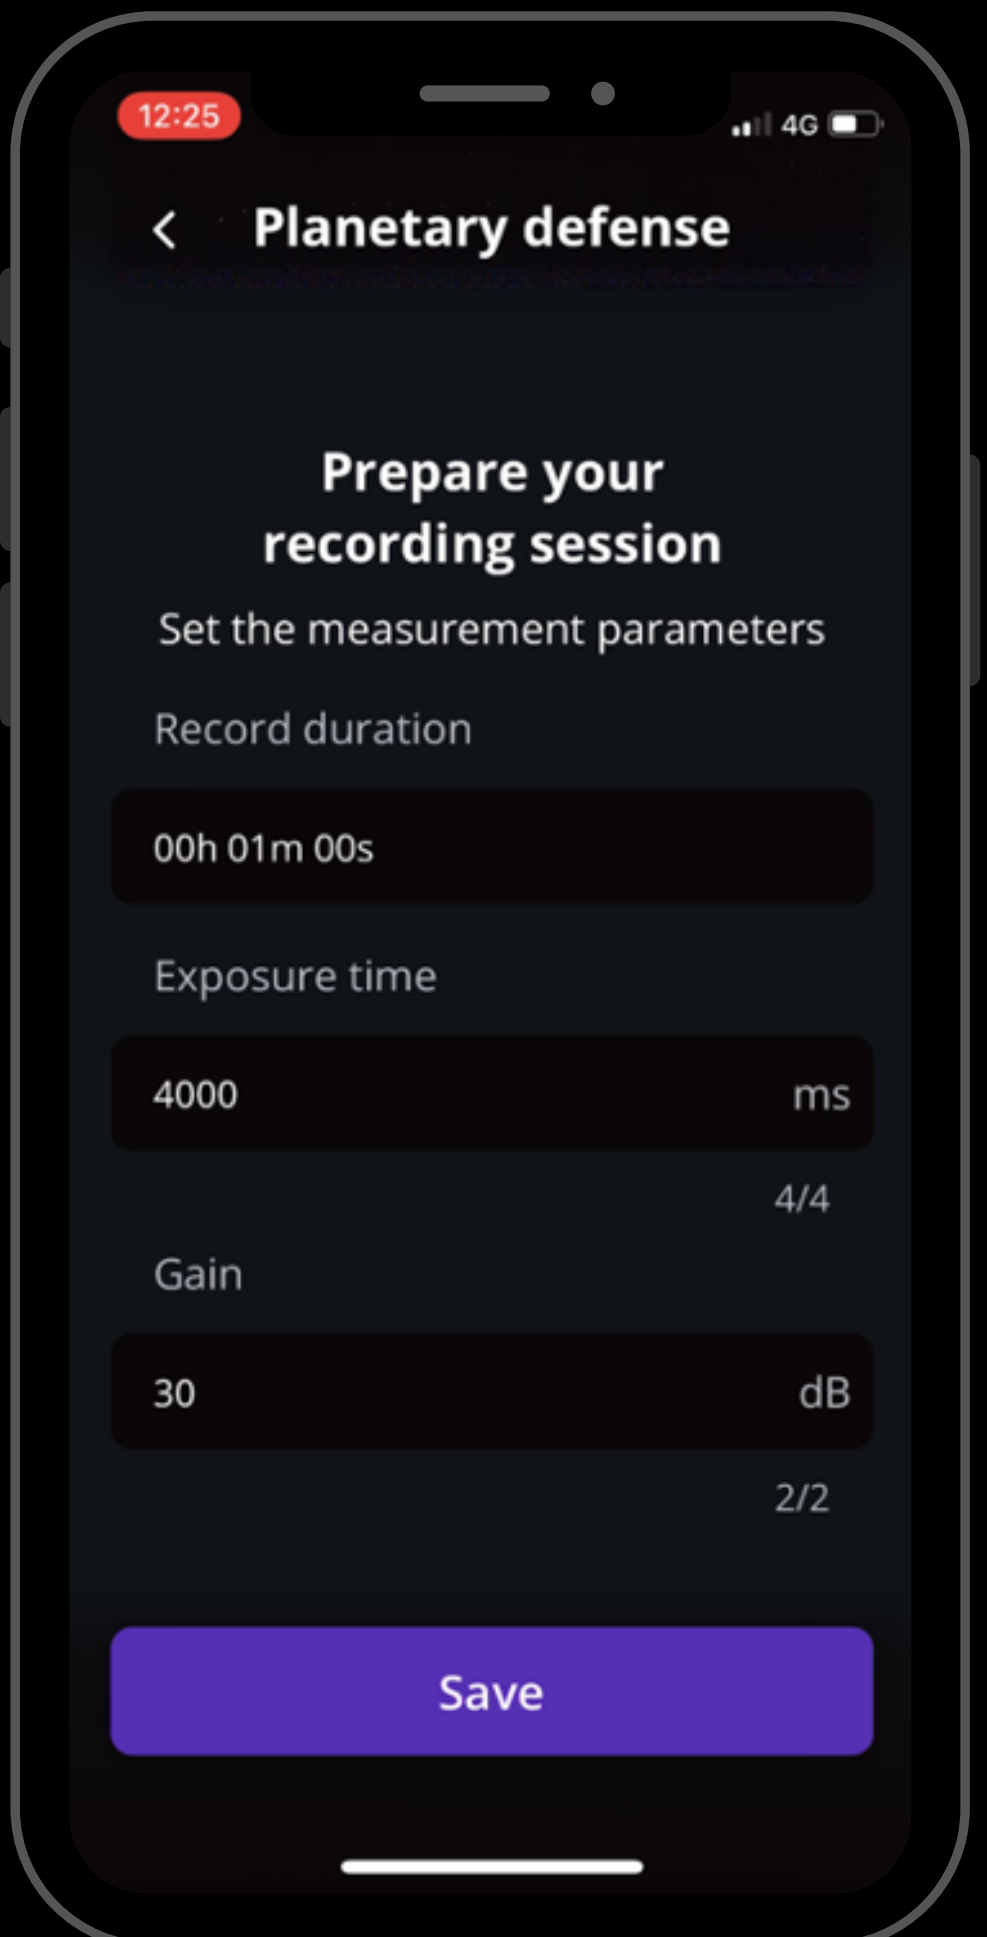 12:25
4G
Planetary defense
Prepare your
recording session
Set the measurement parameters
Record duration
00h 01m 00s
Exposure time
4000 ms
4/4
Gain
30 dB
2/2
Save